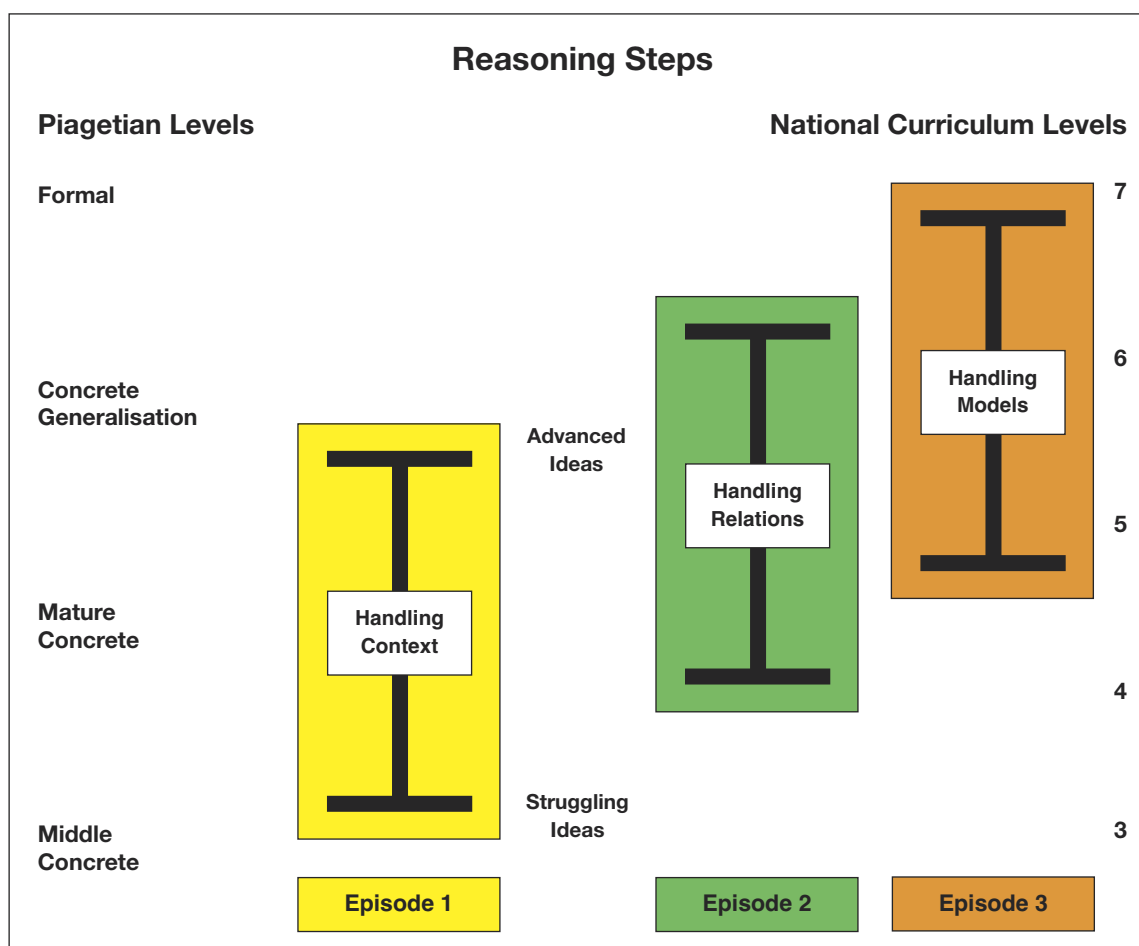 Reasoning Steps
Piagetian Levels
National Curriculum Levels
Formal
7
6
Concrete
Generalisation
Handling
Models
Advanced
Ideas
Handling
Relations
5
Mature
Concrete
Handling
Context
4
Struggling
Ideas
Middle
Concrete
3
Episode 1
Episode 2
Episode 3